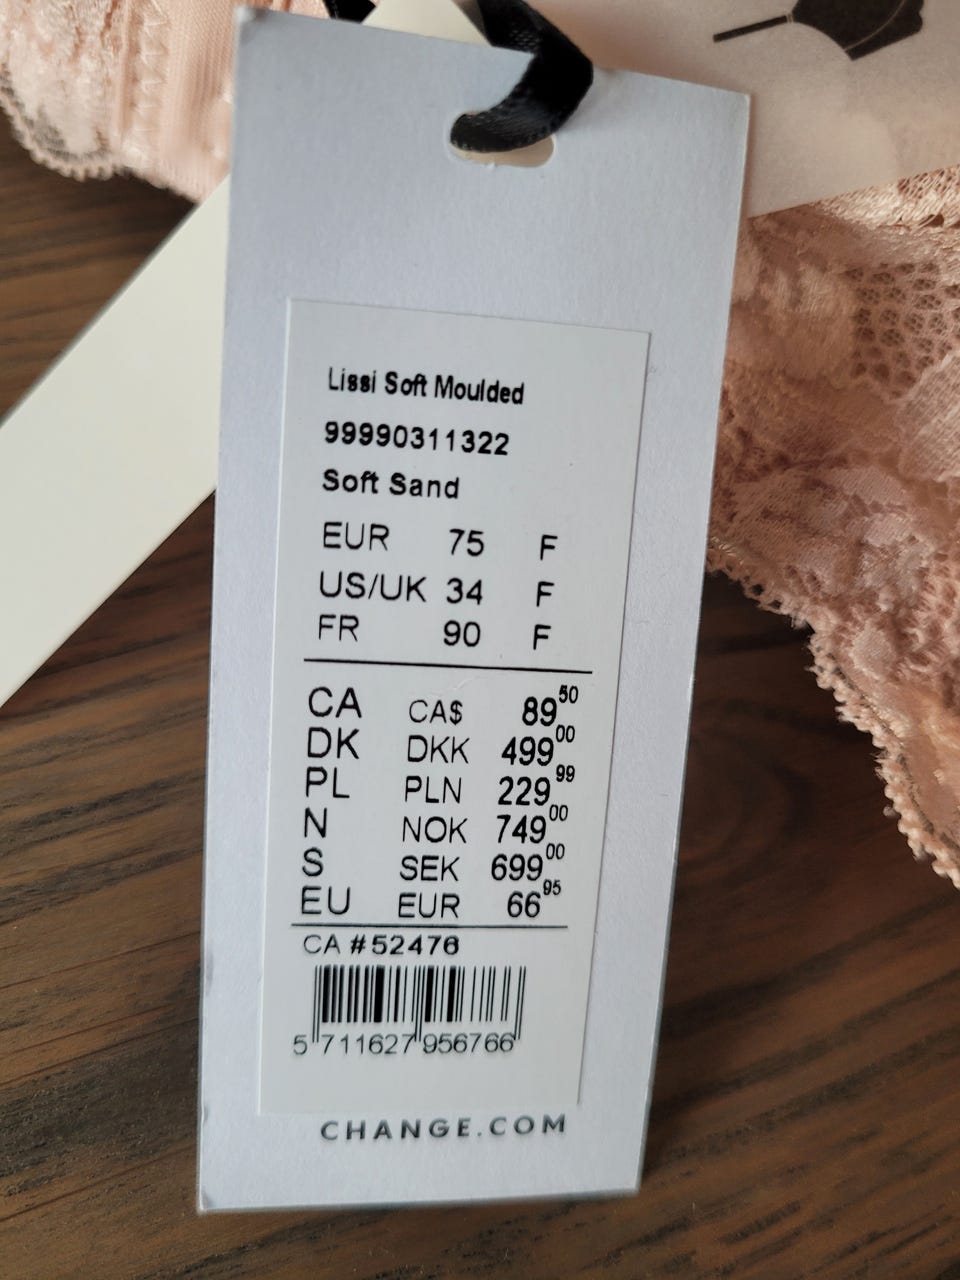 Lissi Soft Moulded
99990311322
Soft Sand
EUR 75 F
US/UK 34 F
FR 90 F
CA CA$ 89 50
DK DKK 499 00
PL PLN 229 99
N NOK 749 00
S SEK 699 00
EU EUR 66 95
CA #52476
5 711627 956766
CHANGE.COM